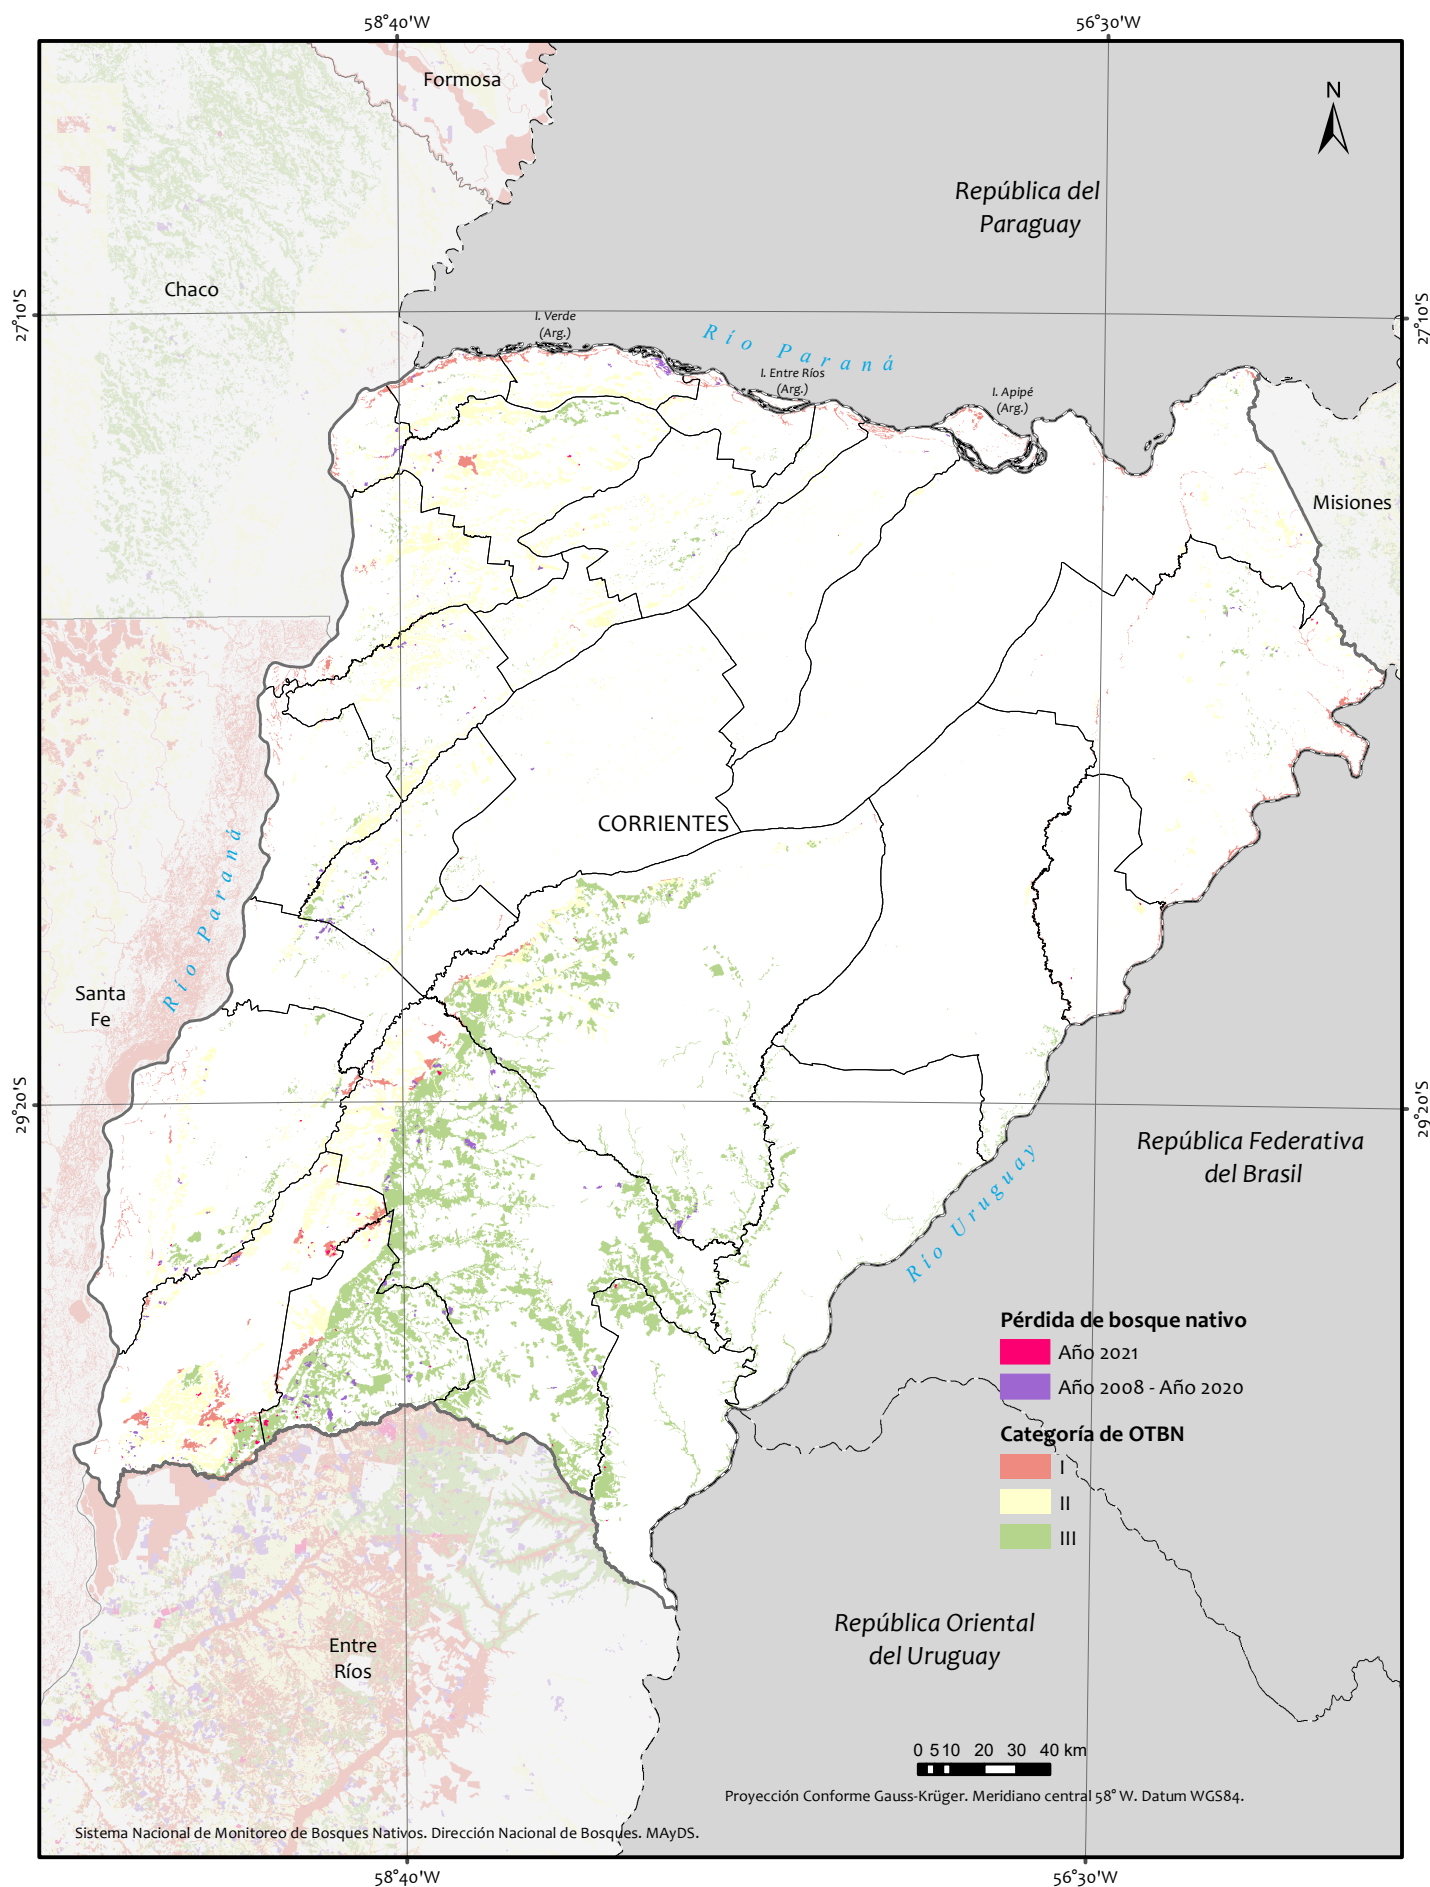 58°40'W
56°30'W
Formosa
N
República del
Paraguay
Chaco
27°10'S
27°10'S
I. Verde
(Arg.)
Río Paraná
I. Entre Ríos
(Arg.)
I. Apipé
(Arg.)
Misiones
CORRIENTES
Río Paraná
Santa
Fe
29°20'S
29°20'S
República Federativa
del Brasil
Río Uruguay
Pérdida de bosque nativo
Año 2021
Año 2008 - Año 2020
Categoría de OTBN
I
II
III
República Oriental
del Uruguay
Entre
Ríos
0 5 10 20 30 40 km
Proyección Conforme Gauss-Krüger. Meridiano central 58° W. Datum WGS84.
Sistema Nacional de Monitoreo de Bosques Nativos. Dirección Nacional de Bosques. MAyDS.
58°40'W
56°30'W